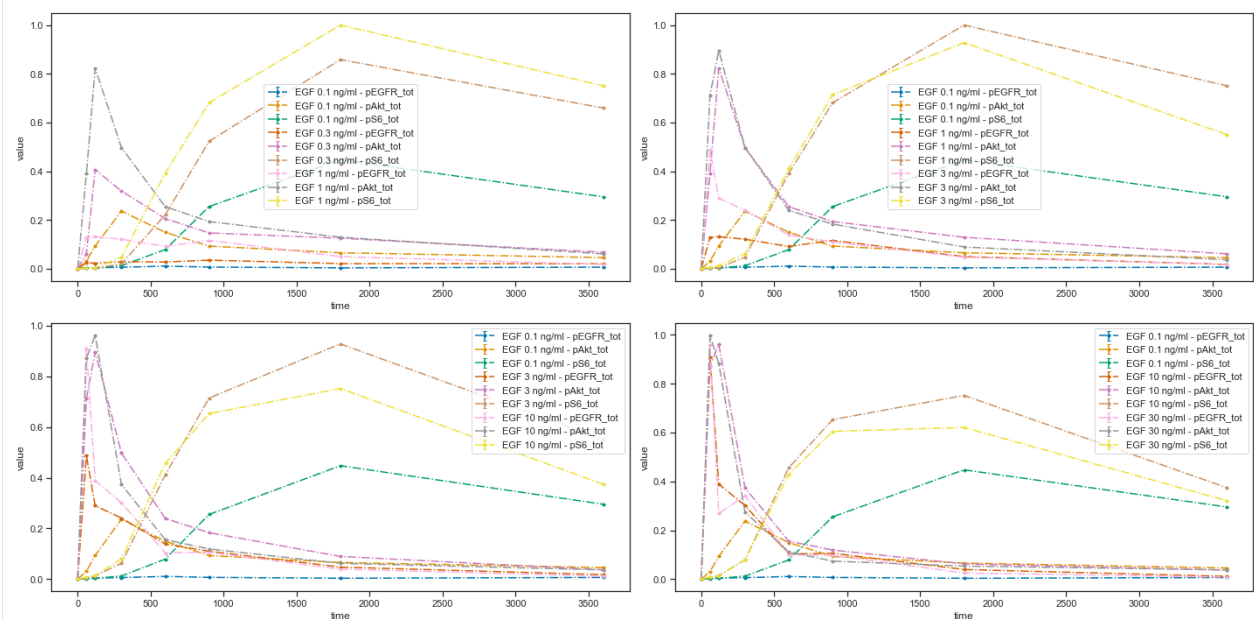 1.0
0.8
0.6
0.4
0.2
0.0
value
EGF 0.1 ng/ml - pEGFR_tot
EGF 0.1 ng/ml - pAkt_tot
EGF 0.1 ng/ml - pS6_tot
EGF 0.3 ng/ml - pEGFR_tot
EGF 0.3 ng/ml - pAkt_tot
EGF 0.3 ng/ml - pS6_tot
EGF 1 ng/ml - pEGFR_tot
EGF 1 ng/ml - pAkt_tot
EGF 1 ng/ml - pS6_tot
0 500 1000 1500 2000 2500 3000 3500
time
1.0
0.8
0.6
0.4
0.2
0.0
value
EGF 0.1 ng/ml - pEGFR_tot
EGF 0.1 ng/ml - pAkt_tot
EGF 0.1 ng/ml - pS6_tot
EGF 1 ng/ml - pEGFR_tot
EGF 1 ng/ml - pAkt_tot
EGF 1 ng/ml - pS6_tot
EGF 3 ng/ml - pEGFR_tot
EGF 3 ng/ml - pAkt_tot
EGF 3 ng/ml - pS6_tot
0 500 1000 1500 2000 2500 3000 3500
time
1.0
0.8
0.6
0.4
0.2
0.0
value
EGF 0.1 ng/ml - pEGFR_tot
EGF 0.1 ng/ml - pAkt_tot
EGF 0.1 ng/ml - pS6_tot
EGF 3 ng/ml - pEGFR_tot
EGF 3 ng/ml - pAkt_tot
EGF 3 ng/ml - pS6_tot
EGF 10 ng/ml - pEGFR_tot
EGF 10 ng/ml - pAkt_tot
EGF 10 ng/ml - pS6_tot
0 500 1000 1500 2000 2500 3000 3500
time
1.0
0.8
0.6
0.4
0.2
0.0
value
EGF 0.1 ng/ml - pEGFR_tot
EGF 0.1 ng/ml - pAkt_tot
EGF 0.1 ng/ml - pS6_tot
EGF 10 ng/ml - pEGFR_tot
EGF 10 ng/ml - pAkt_tot
EGF 10 ng/ml - pS6_tot
EGF 30 ng/ml - pEGFR_tot
EGF 30 ng/ml - pAkt_tot
EGF 30 ng/ml - pS6_tot
0 500 1000 1500 2000 2500 3000 3500
time